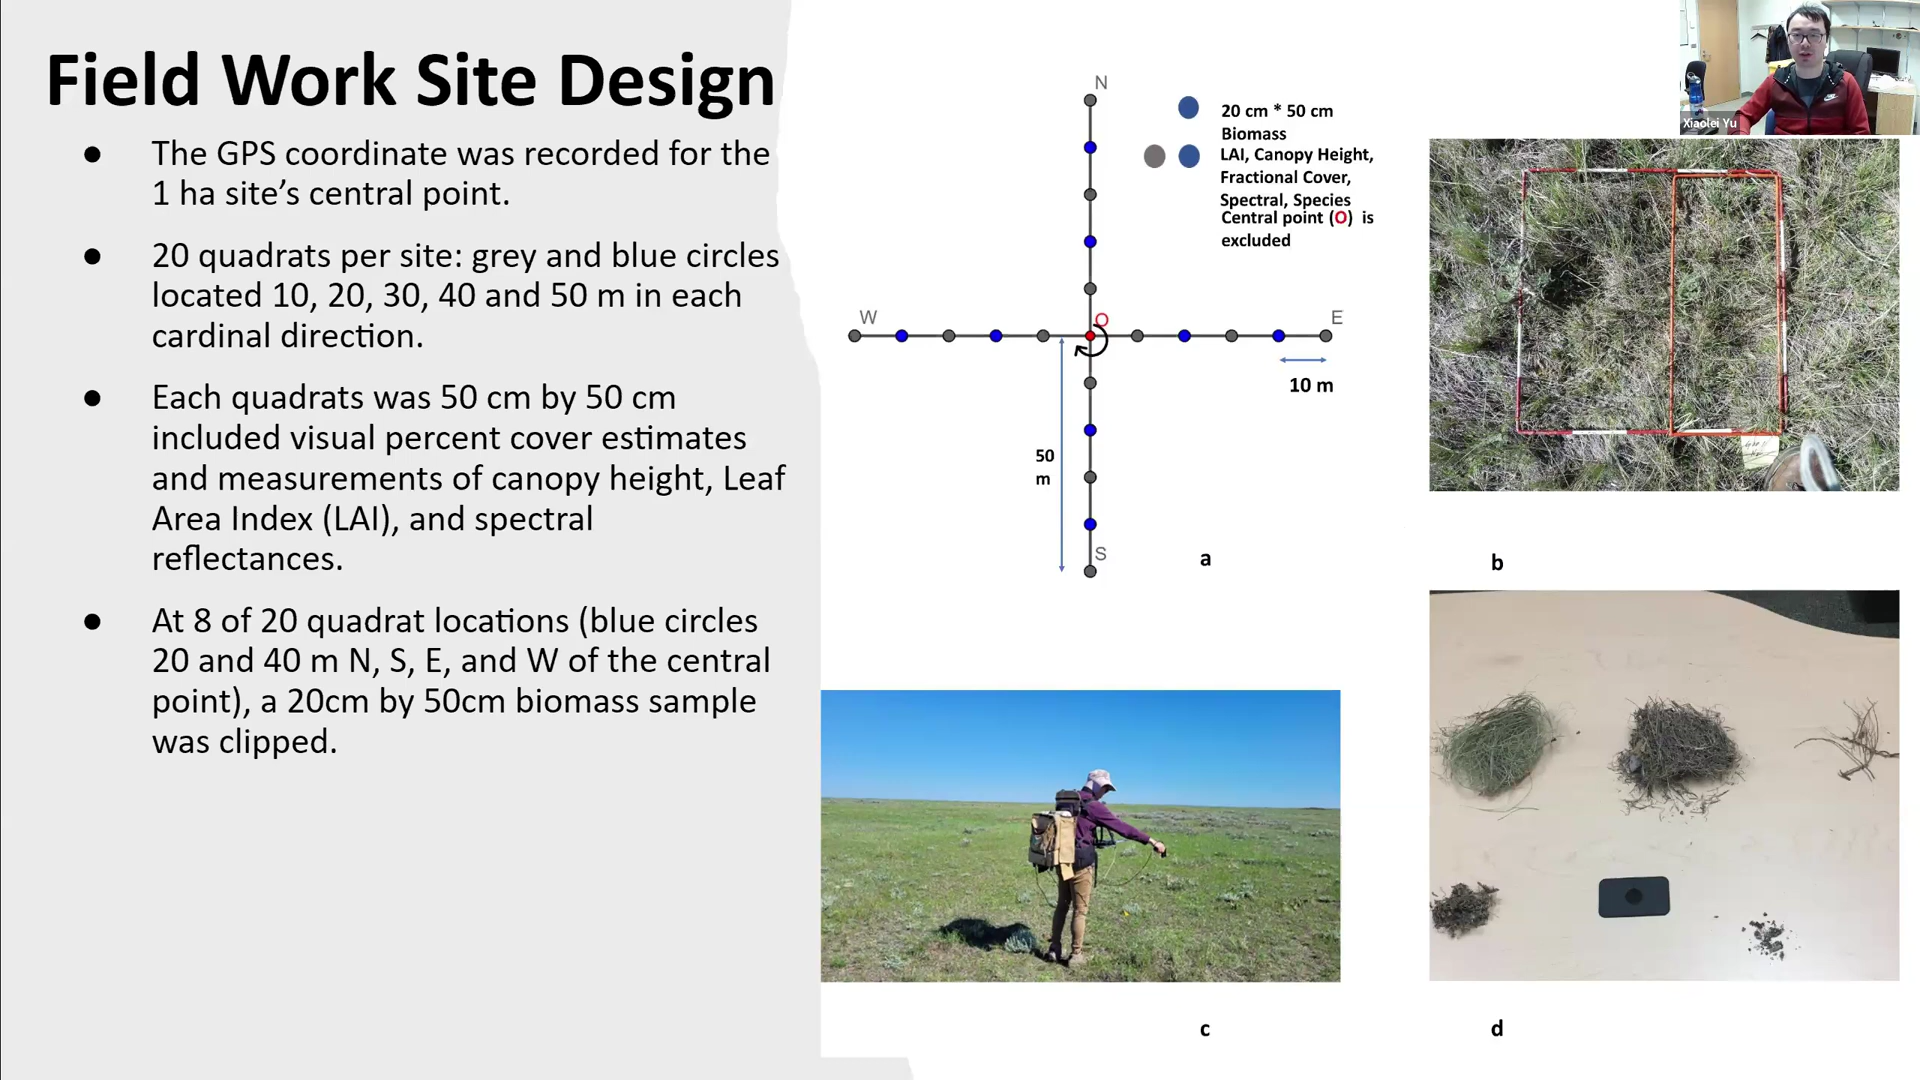 Field Work Site Design
● The GPS coordinate was recorded for the
1 ha site’s central point.
● 20 quadrats per site: grey and blue circles
located 10, 20, 30, 40 and 50 m in each
cardinal direction.
● Each quadrats was 50 cm by 50 cm
included visual percent cover estimates
and measurements of canopy height, Leaf
Area Index (LAI), and spectral
reflectances.
● At 8 of 20 quadrat locations (blue circles
20 and 40 m N, S, E, and W of the central
point), a 20cm by 50cm biomass sample
was clipped.
N
20 cm * 50 cm
Biomass
LAI, Canopy Height,
Fractional Cover,
Spectral, Species
Central point (O) is
excluded
W
O
E
10 m
50
m
S
a
b
c
d
Xiaolei Yu